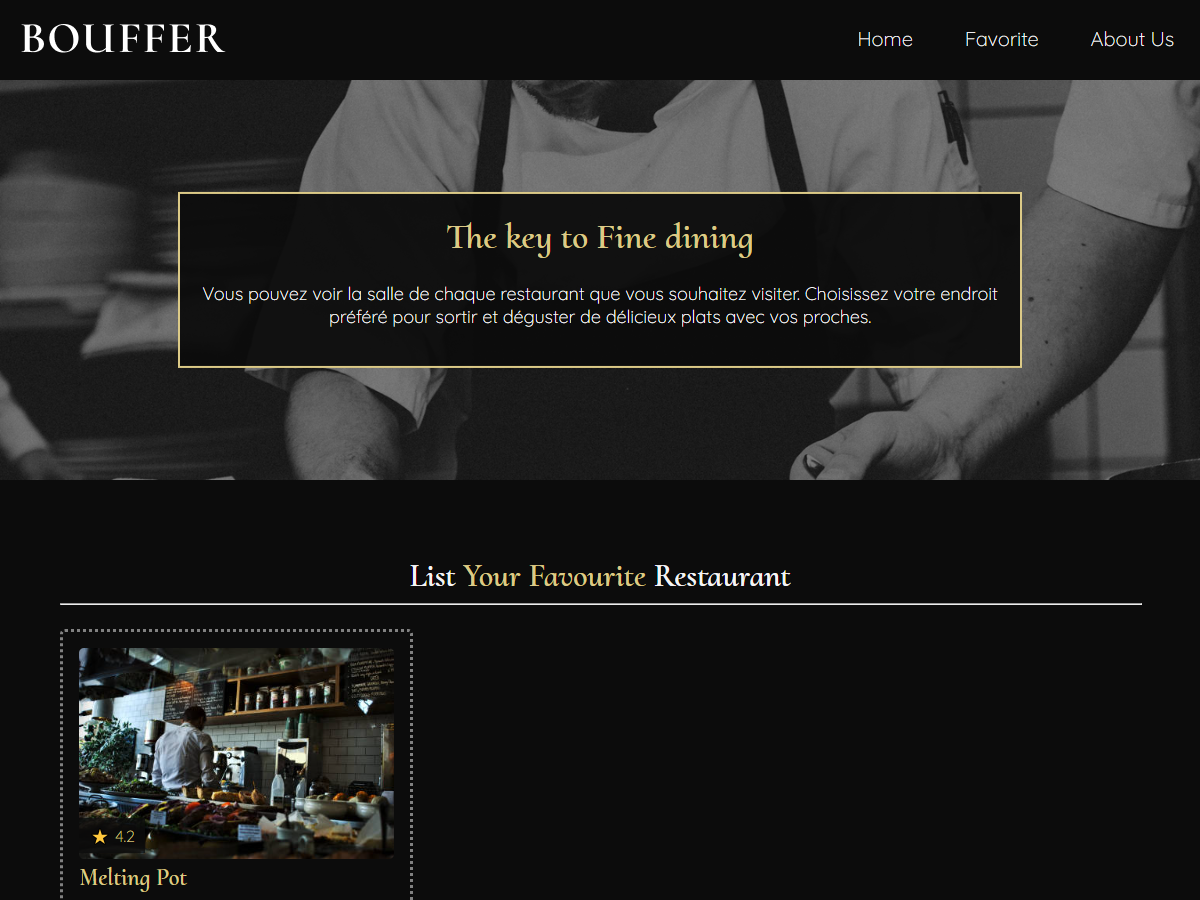 BOUFFER
Home Favorite About Us
The key to Fine dining
Vous pouvez voir la salle de chaque restaurant que vous souhaitez visiter. Choisissez votre endroit
préféré pour sortir et déguster de délicieux plats avec vos proches.
List Your Favourite Restaurant
4.2
Melting Pot